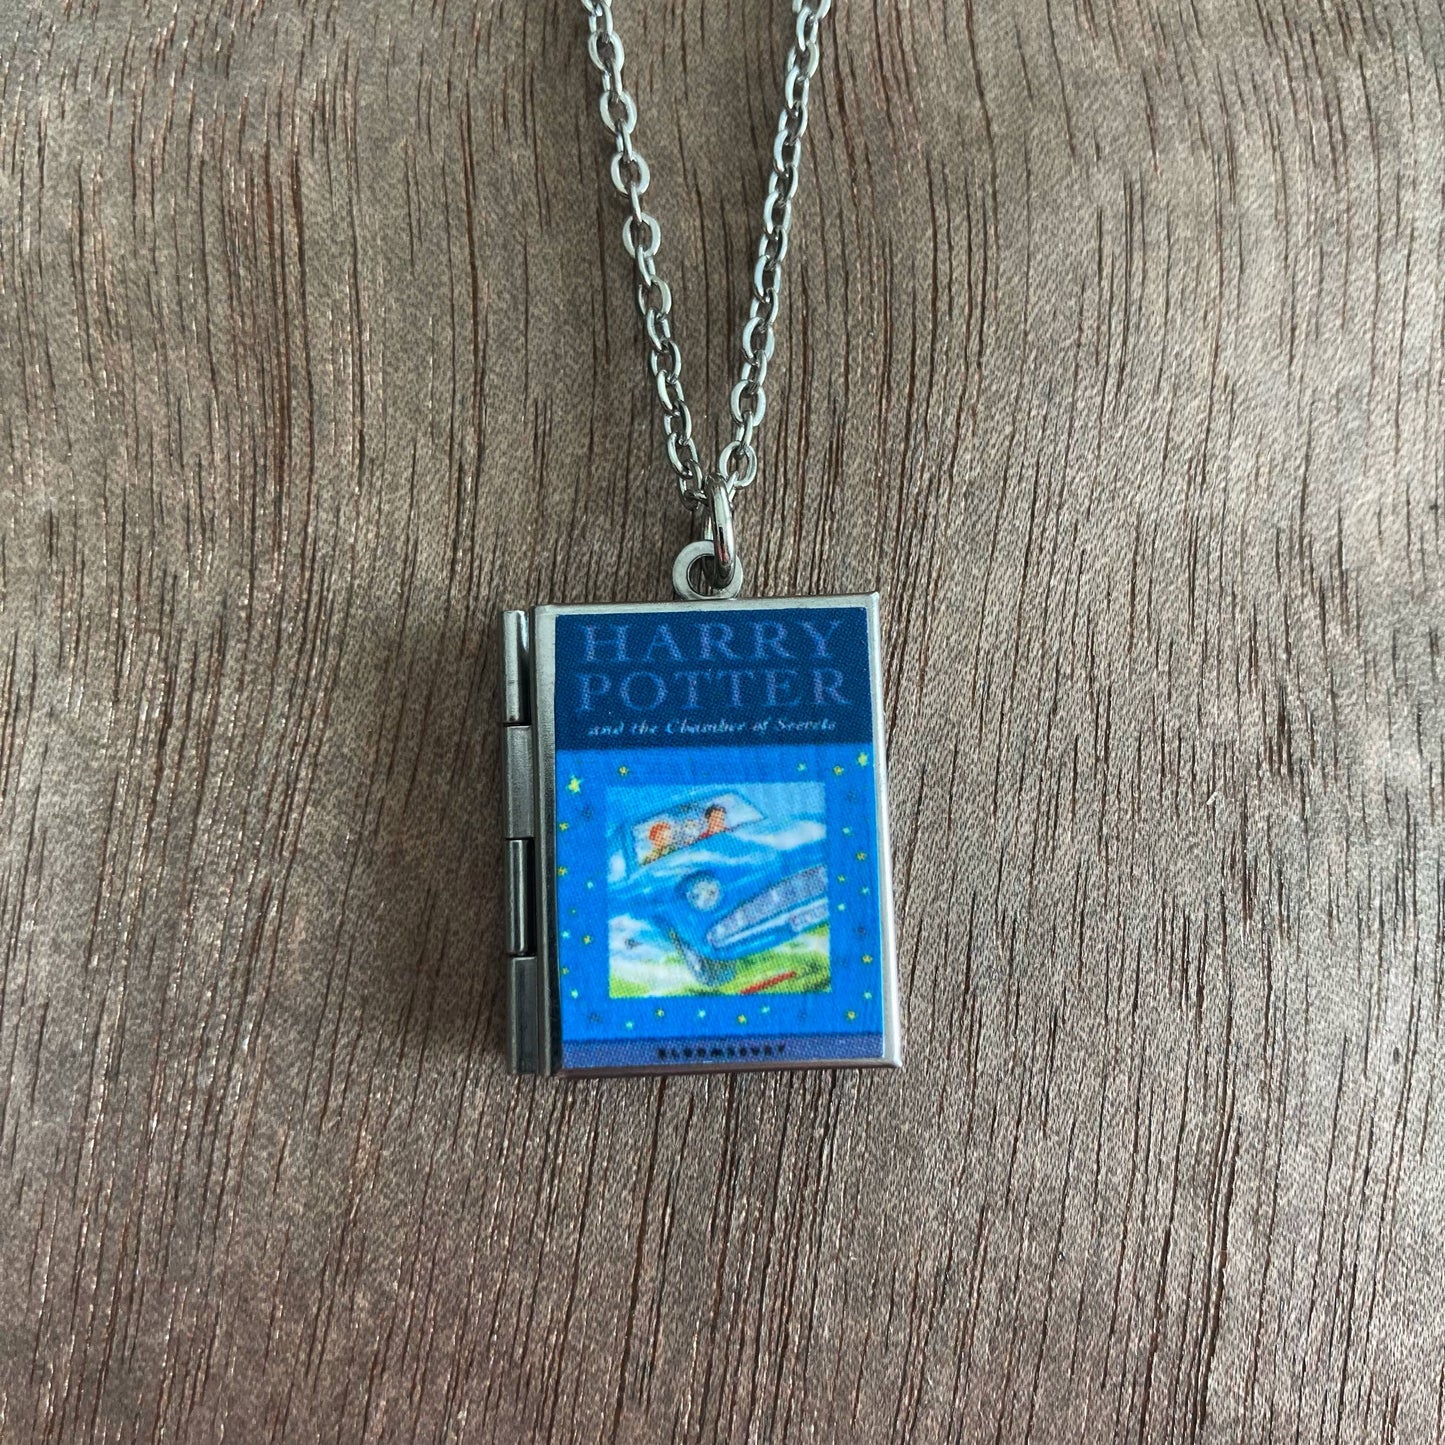 HARRY
POTTER
and the Chamber of Secrets
BLOOMSBURY